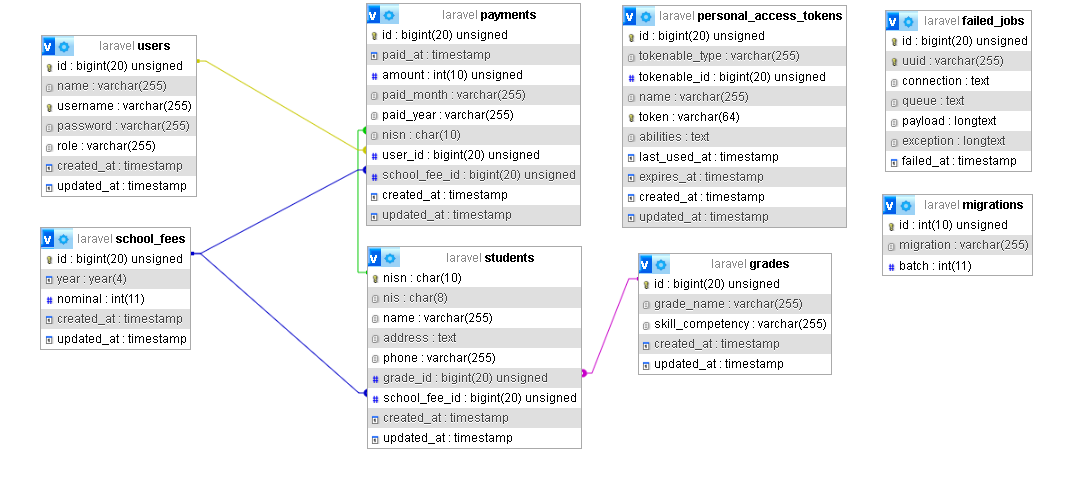 laravel users
id : bigint(20) unsigned
name : varchar(255)
username : varchar(255)
password : varchar(255)
role : varchar(255)
created_at : timestamp
updated_at : timestamp
laravel school_fees
id : bigint(20) unsigned
year : year(4)
nominal : int(11)
created_at : timestamp
updated_at : timestamp
laravel payments
id : bigint(20) unsigned
paid_at : timestamp
amount : int(10) unsigned
paid_month : varchar(255)
paid_year : varchar(255)
nisn : char(10)
user_id : bigint(20) unsigned
school_fee_id : bigint(20) unsigned
created_at : timestamp
updated_at : timestamp
laravel students
nisn : char(10)
nis : char(8)
name : varchar(255)
address : text
phone : varchar(255)
grade_id : bigint(20) unsigned
school_fee_id : bigint(20) unsigned
created_at : timestamp
updated_at : timestamp
laravel personal_access_tokens
id : bigint(20) unsigned
tokenable_type : varchar(255)
tokenable_id : bigint(20) unsigned
name : varchar(255)
token : varchar(64)
abilities : text
last_used_at : timestamp
expires_at : timestamp
created_at : timestamp
updated_at : timestamp
laravel grades
id : bigint(20) unsigned
grade_name : varchar(255)
skill_competency : varchar(255)
created_at : timestamp
updated_at : timestamp
laravel failed_jobs
id : bigint(20) unsigned
uuid : varchar(255)
connection : text
queue : text
payload : longtext
exception : longtext
failed_at : timestamp
laravel migrations
id : int(10) unsigned
migration : varchar(255)
batch : int(11)